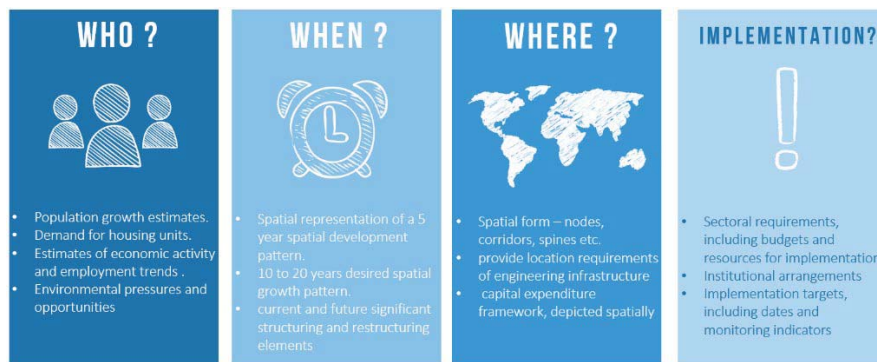 WHO ?
• Population growth estimates.
• Demand for housing units.
• Estimates of economic activity
and employment trends .
• Environmental pressures and
opportunities
WHEN ?
• Spatial representation of a 5
year spatial development
pattern.
• 10 to 20 years desired spatial
growth pattern.
• current and future significant
structuring and restructuring
elements
WHERE ?
• Spatial form – nodes,
corridors, spines etc.
• provide location requirements
of engineering infrastructure
• capital expenditure
framework, depicted spatially
IMPLEMENTATION?
• Sectoral requirements,
including budgets and
resources for implementation
• Institutional arrangements
• Implementation targets,
including dates and
monitoring indicators